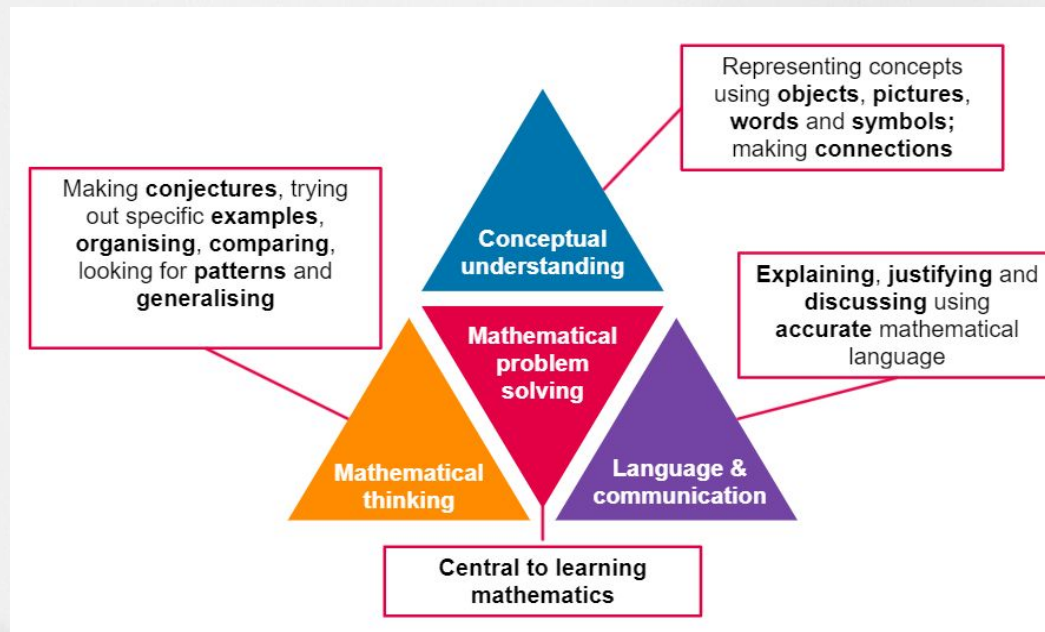 Representing concepts
using objects, pictures,
words and symbols;
making connections
Making conjectures, trying
out specific examples,
organising, comparing,
looking for patterns and
generalising
Conceptual
understanding
Explaining, justifying and
discussing using
accurate mathematical
language
Mathematical
problem
solving
Mathematical
thinking
Language &
communication
Central to learning
mathematics